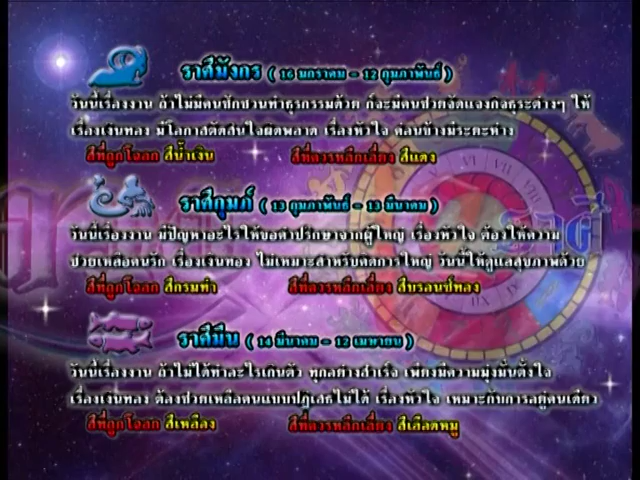 ราศีมังกร ( 16 มกราคม - 12 กุมภาพันธ์ )
วันนี้เรื่องงาน ถ้าไม่มีคนชักชวนทำธุรกรรมด้วย ก็จะมีคนช่วยจัดแจงกิจธุระต่างๆ ให้
เรื่องเงินทอง มีโอกาสตัดสินใจผิดพลาด เรื่องหัวใจ ค่อนข้างมีระยะห่าง
สีที่ถูกโฉลก สีน้ำเงิน สีที่ควรหลีกเลี่ยง สีแดง
ราศีกุมภ์ ( 13 กุมภาพันธ์ - 13 มีนาคม )
วันนี้เรื่องงาน มีปัญหาอะไรให้ขอคำปรึกษาจากผู้ใหญ่ เรื่องหัวใจ ต้องให้ความ
ช่วยเหลือคนรัก เรื่องเงินทอง ไม่เหมาะสำหรับคิดการใหญ่ วันนี้ให้ดูแลสุขภาพด้วย
สีที่ถูกโฉลก สีกรมท่า สีที่ควรหลีกเลี่ยง สีบรอนซ์ทอง
ราศีมีน ( 14 มีนาคม - 12 เมษายน )
วันนี้เรื่องงาน ถ้าไม่ได้ทำอะไรเกินตัว ทุกอย่างสำเร็จ เพียงมีความมุ่งมั่นตั้งใจ
เรื่องเงินทอง ต้องช่วยเหลือคนแบบปฏิเสธไม่ได้ เรื่องหัวใจ เหมาะกับการอยู่คนเดียว
สีที่ถูกโฉลก สีเหลือง สีที่ควรหลีกเลี่ยง สีเลือดหมู